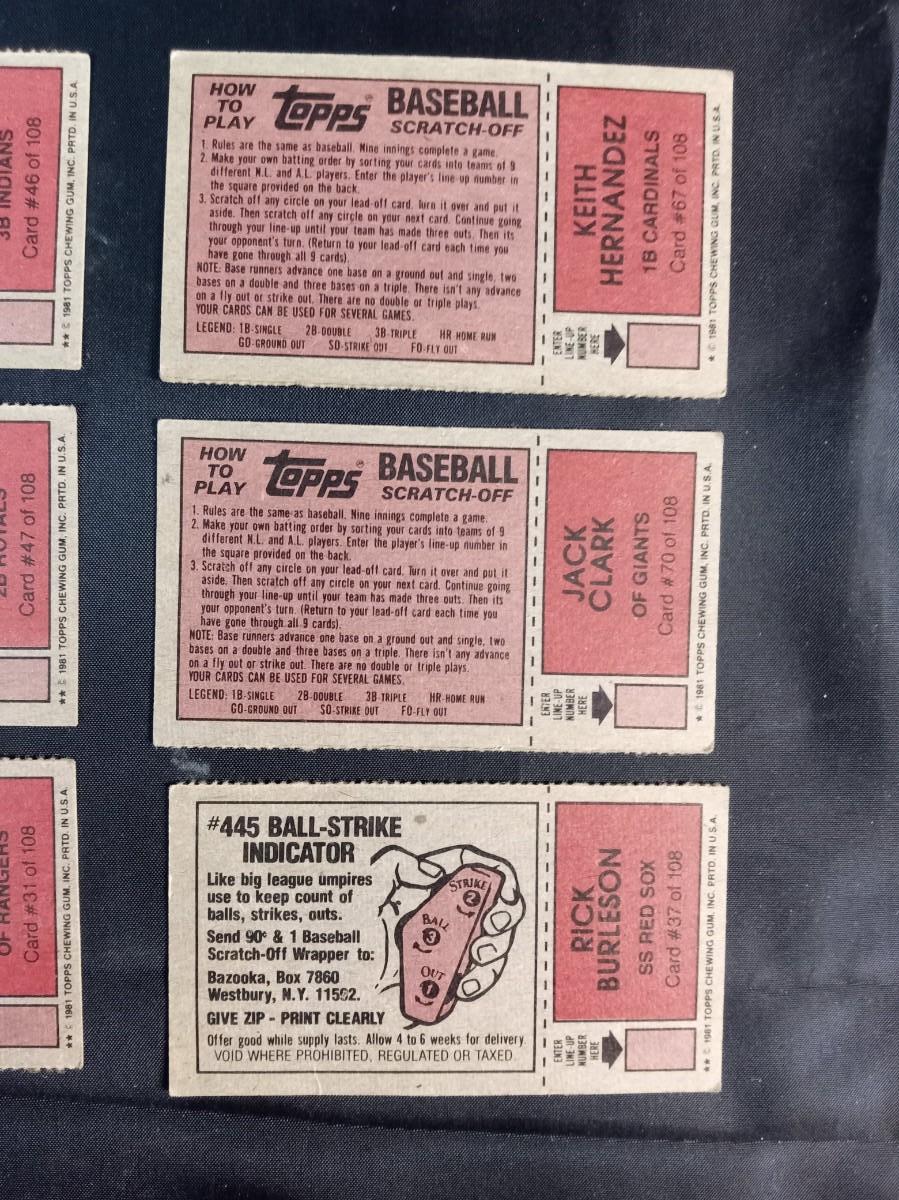 3B INDIANS
Card #46 of 108
★★ © 1981 TOPPS CHEWING GUM, INC. PRTD. IN U.S.A.
HOW
TO
PLAY
Topps® BASEBALL
SCRATCH-OFF
1. Rules are the same as baseball. Nine innings complete a game.
2. Make your own batting order by sorting your cards into teams of 9
different N.L. and A.L. players. Enter the player's line-up number in
the square provided on the back.
3. Scratch off any circle on your lead-off card. Turn it over and put it
aside. Then scratch off any circle on your next card. Continue going
through your line-up until your team has made three outs. Then its
your opponent's turn. (Return to your lead-off card each time you
have gone through all 9 cards).
NOTE: Base runners advance one base on a ground out and single, two
bases on a double and three bases on a triple. There isn't any advance
on a fly out or strike out. There are no double or triple plays.
YOUR CARDS CAN BE USED FOR SEVERAL GAMES.
LEGEND: 1B-SINGLE 2B-DOUBLE 3B-TRIPLE HR-HOME RUN
GO-GROUND OUT SO-STRIKE OUT FO-FLY OUT
KEITH
HERNANDEZ
1B CARDINALS
Card #67 of 108
ENTER
LINE-UP
NUMBER
HERE
★ © 1981 TOPPS CHEWING GUM, INC. PRTD. IN U.S.A.
2B ROYALS
Card #47 of 108
★★ © 1981 TOPPS CHEWING GUM, INC. PRTD. IN U.S.A.
HOW
TO
PLAY
Topps® BASEBALL
SCRATCH-OFF
1. Rules are the same as baseball. Nine innings complete a game.
2. Make your own batting order by sorting your cards into teams of 9
different N.L. and A.L. players. Enter the player's line-up number in
the square provided on the back.
3. Scratch off any circle on your lead-off card. Turn it over and put it
aside. Then scratch off any circle on your next card. Continue going
through your line-up until your team has made three outs. Then its
your opponent's turn. (Return to your lead-off card each time you
have gone through all 9 cards).
NOTE: Base runners advance one base on a ground out and single, two
bases on a double and three bases on a triple. There isn't any advance
on a fly out or strike out. There are no double or triple plays.
YOUR CARDS CAN BE USED FOR SEVERAL GAMES.
LEGEND: 1B-SINGLE 2B-DOUBLE 3B-TRIPLE HR-HOME RUN
GO-GROUND OUT SO-STRIKE OUT FO-FLY OUT
JACK
CLARK
OF GIANTS
Card #70 of 108
ENTER
LINE-UP
NUMBER
HERE
★ © 1981 TOPPS CHEWING GUM, INC. PRTD. IN U.S.A.
OF RANGERS
Card #31 of 108
★★ © 1981 TOPPS CHEWING GUM, INC. PRTD. IN U.S.A.
#445 BALL-STRIKE
INDICATOR
Like big league umpires
use to keep count of
balls, strikes, outs.
Send 90¢ & 1 Baseball
Scratch-Off Wrapper to:
Bazooka, Box 7860
Westbury, N.Y. 11592.
GIVE ZIP - PRINT CLEARLY
Offer good while supply lasts. Allow 4 to 6 weeks for delivery.
VOID WHERE PROHIBITED, REGULATED OR TAXED.
STRIKE
2
BALL
3
OUT
1
RICK
BURLESON
SS RED SOX
Card #37 of 108
ENTER
LINE-UP
NUMBER
HERE
★★ © 1981 TOPPS CHEWING GUM, INC. PRTD. IN U.S.A.